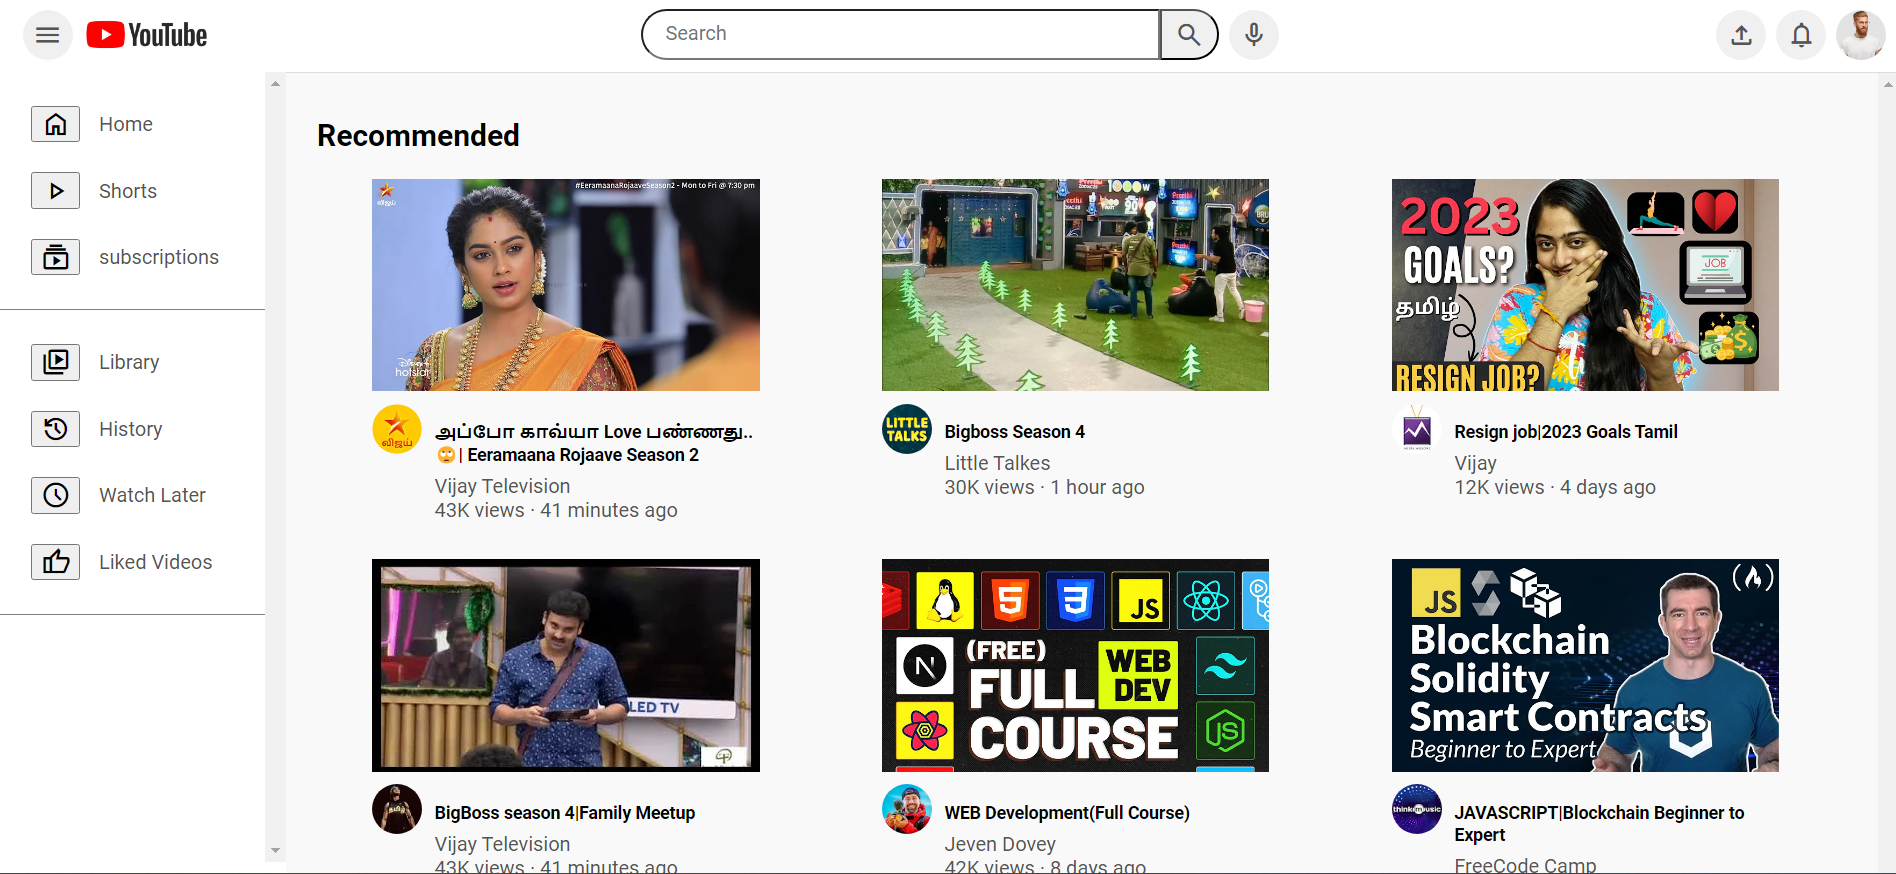 YouTube
Search
Home
Shorts
subscriptions
Library
History
Watch Later
Liked Videos
Recommended
#EeramaanaRojaaveSeason2 - Mon to Fri @ 7:30 pm
விஜய்
hotstar
விஜய்
அப்போ காவ்யா Love பண்ணது..
🙄| Eeramaana Rojaave Season 2
Vijay Television
43K views · 41 minutes ago
LITTLE
TALKS
Bigboss Season 4
Little Talkes
30K views · 1 hour ago
2023
GOALS?
தமிழ்
JOB
RESIGN JOB?
Resign job|2023 Goals Tamil
Vijay
12K views · 4 days ago
LED TV
BigBoss season 4|Family Meetup
Vijay Television
43K views · 41 minutes ago
JS
(FREE)
FULL
COURSE
WEB
DEV
WEB Development(Full Course)
Jeven Dovey
42K views · 8 days ago
JS
Blockchain
Solidity
Smart Contracts
Beginner to Expert
thinkmusic
JAVASCRIPT|Blockchain Beginner to
Expert
FreeCode Camp